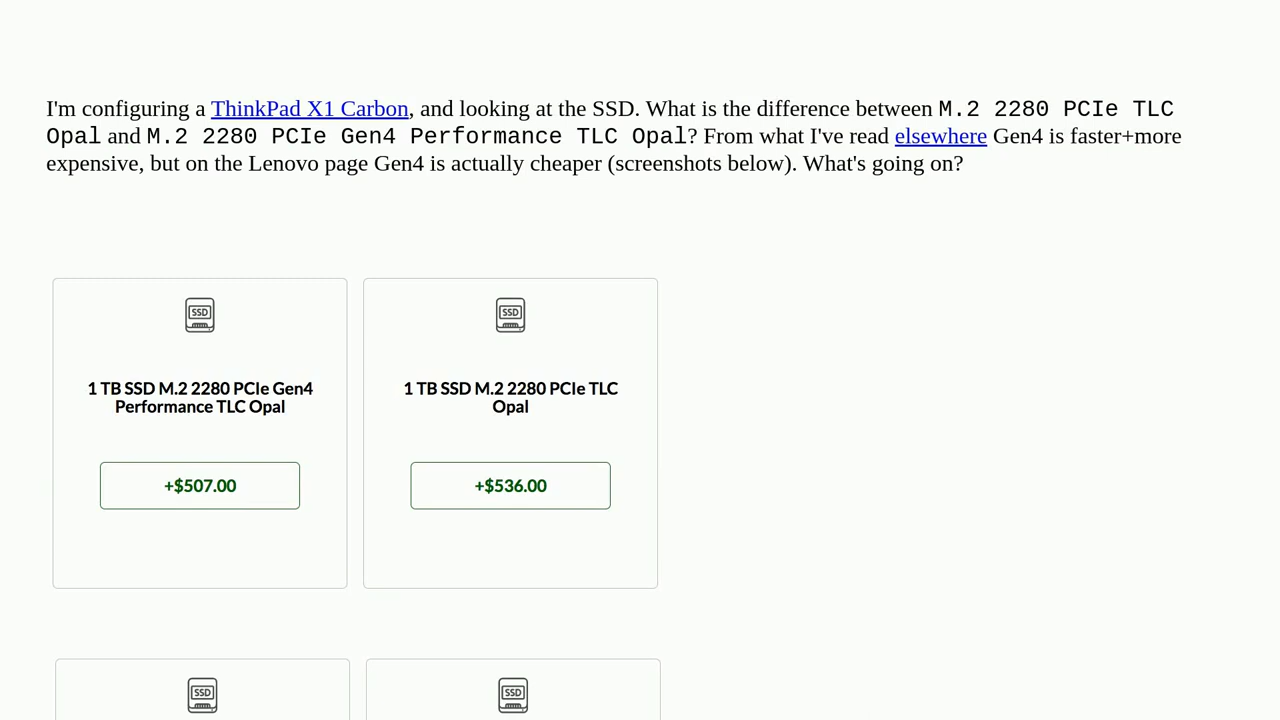 I'm configuring a ThinkPad X1 Carbon, and looking at the SSD. What is the difference between M.2 2280 PCIe TLC
Opal and M.2 2280 PCIe Gen4 Performance TLC Opal? From what I've read elsewhere Gen4 is faster+more
expensive, but on the Lenovo page Gen4 is actually cheaper (screenshots below). What's going on?
SSD
SSD
1 TB SSD M.2 2280 PCIe Gen4
Performance TLC Opal
1 TB SSD M.2 2280 PCIe TLC
Opal
+$507.00
+$536.00
SSD
SSD